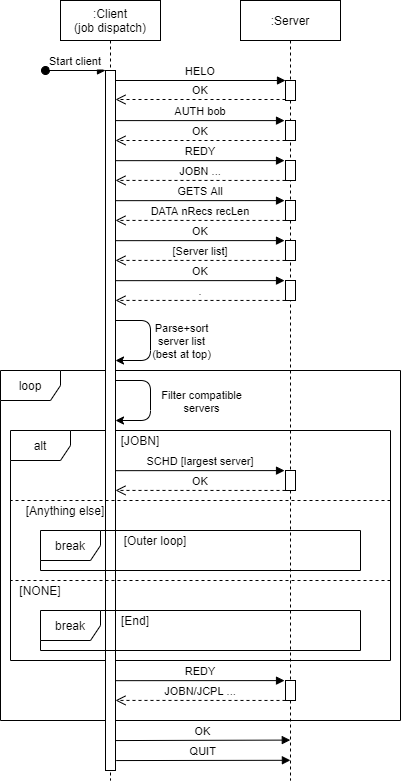 :Client
(job dispatch)
:Server
Start client
HELO
OK
AUTH bob
OK
REDY
JOBN ...
GETS All
DATA nRecs recLen
OK
[Server list]
OK
.
Parse+sort
server list
(best at top)
loop
Filter compatible
servers
alt
[JOBN]
SCHD [largest server]
OK
[Anything else]
break
[Outer loop]
[NONE]
break
[End]
REDY
JOBN/JCPL ...
OK
QUIT